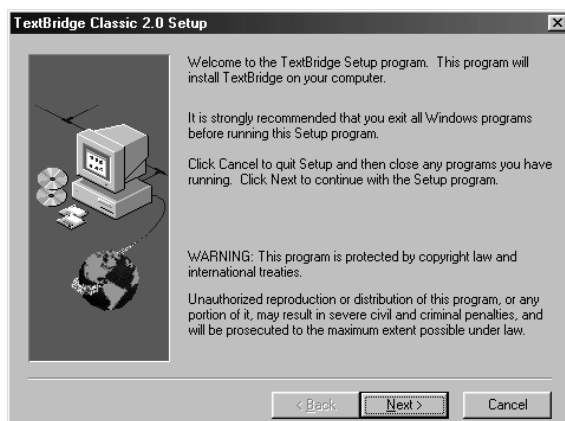 TextBridge Classic 2.0 Setup
Welcome to the TextBridge Setup program. This program will
install TextBridge on your computer.
It is strongly recommended that you exit all Windows programs
before running this Setup program.
Click Cancel to quit Setup and then close any programs you have
running. Click Next to continue with the Setup program.
WARNING: This program is protected by copyright law and
international treaties.
Unauthorized reproduction or distribution of this program, or any
portion of it, may result in severe civil and criminal penalties, and
will be prosecuted to the maximum extent possible under law.
< Back
Next >
Cancel